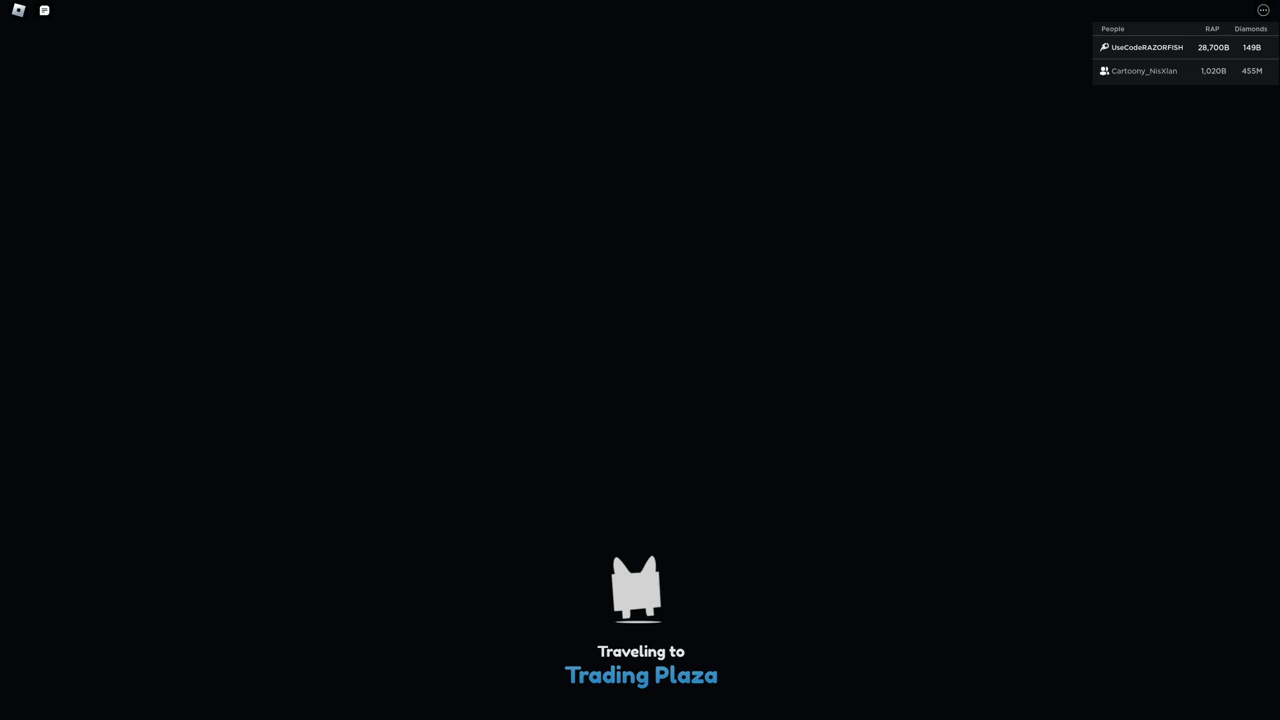 People RAP Diamonds
UseCodeRAZORFISH 28,700B 149B
Cartoony_NisXlan 1,020B 455M
Traveling to
Trading Plaza